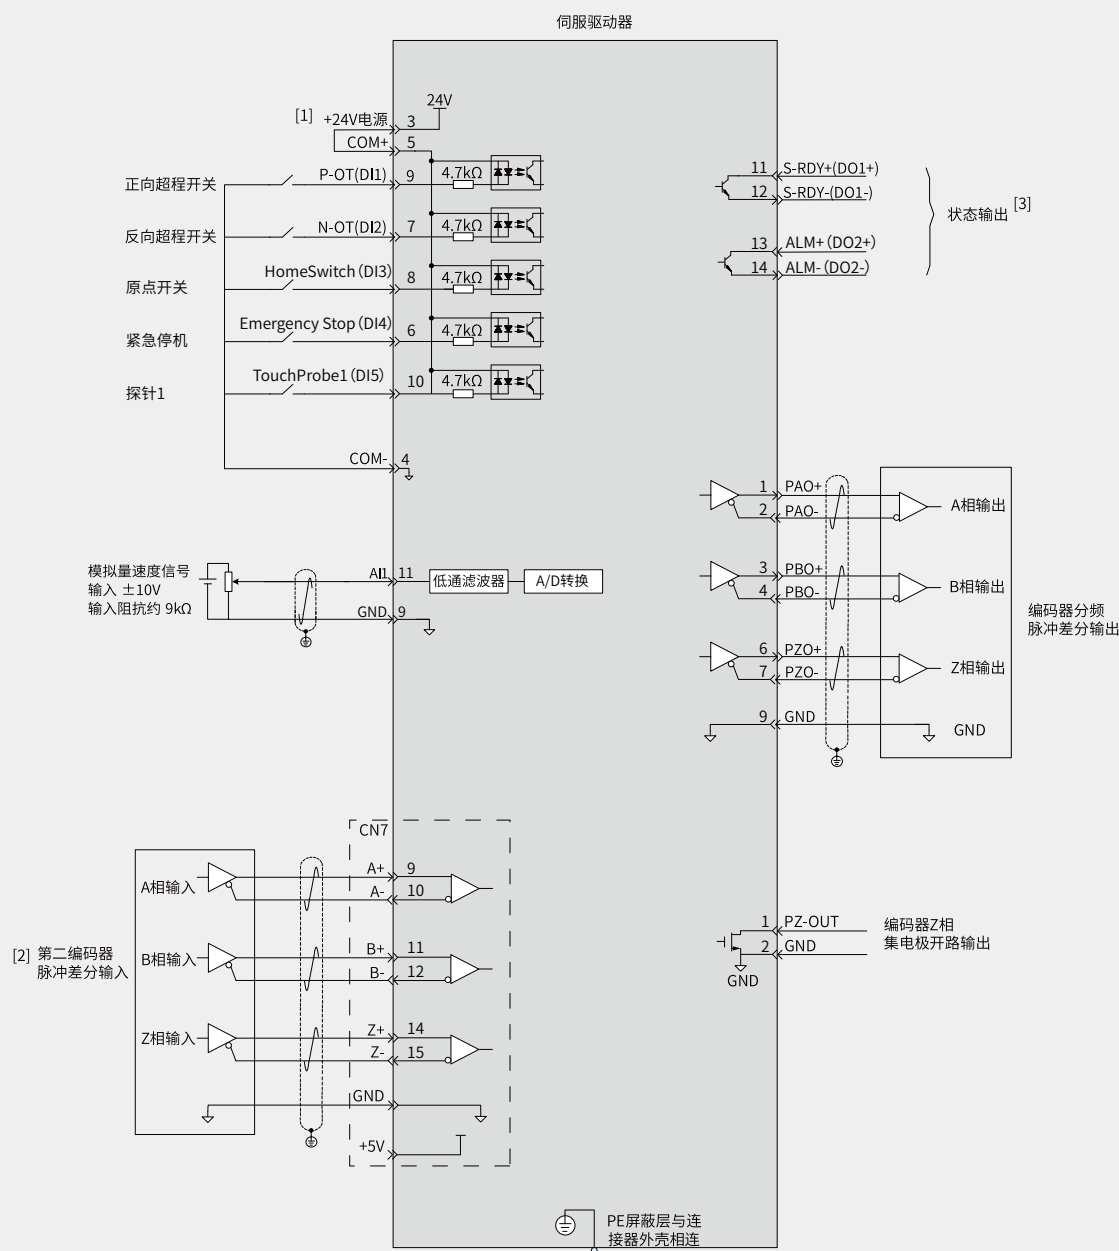 伺服驱动器
24V
[1] +24V电源 3
COM+ 5
正向超程开关 P-OT(DI1) 9 4.7kΩ
反向超程开关 N-OT(DI2) 7 4.7kΩ
原点开关 HomeSwitch(DI3) 8 4.7kΩ
紧急停机 Emergency Stop(DI4) 6 4.7kΩ
探针1 TouchProbe1(DI5) 10 4.7kΩ
COM- 4
11 S-RDY+(DO1+)
12 S-RDY-(DO1-)
13 ALM+(DO2+)
14 ALM-(DO2-)
状态输出 [3]
模拟量速度信号
输入 ±10V
输入阻抗约 9kΩ
AI1 11 低通滤波器 A/D转换
GND 9
1 PAO+
2 PAO-
A相输出
3 PBO+
4 PBO-
B相输出
6 PZO+
7 PZO-
Z相输出
9 GND GND
编码器分频
脉冲差分输出
CN7
A相输入
A+ 9
A- 10
[2] 第二编码器
脉冲差分输入
B相输入
B+ 11
B- 12
Z相输入
Z+ 14
Z- 15
GND
+5V
1 PZ-OUT
2 GND
GND
编码器Z相
集电极开路输出
PE屏蔽层与连
接器外壳相连